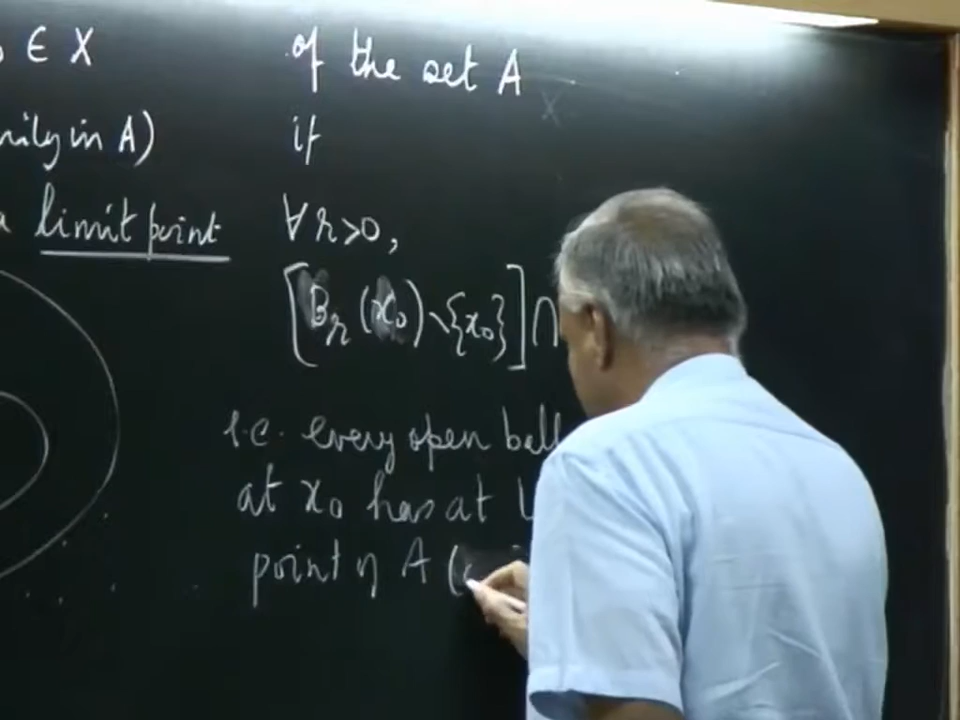 ∈ X
of the set A
in A)
if
a limit point
∀ r>0,
[B_r (x_0) \ {x_0}] ∩
i.e. every open ball
at x_0 has at
point of A (